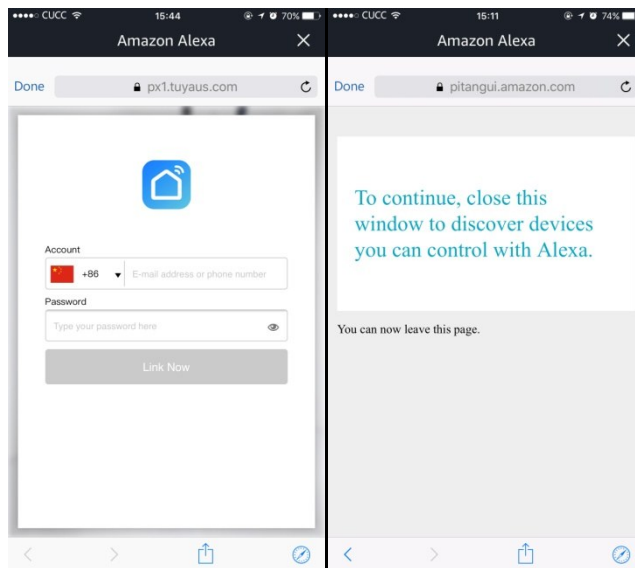 CUCC 15:44 70%
Amazon Alexa
Done px1.tuyaus.com
Account
+86 E-mail address or phone number
Password
Type your password here
Link Now
CUCC 15:11 74%
Amazon Alexa
Done pitangui.amazon.com
To continue, close this
window to discover devices
you can control with Alexa.
You can now leave this page.